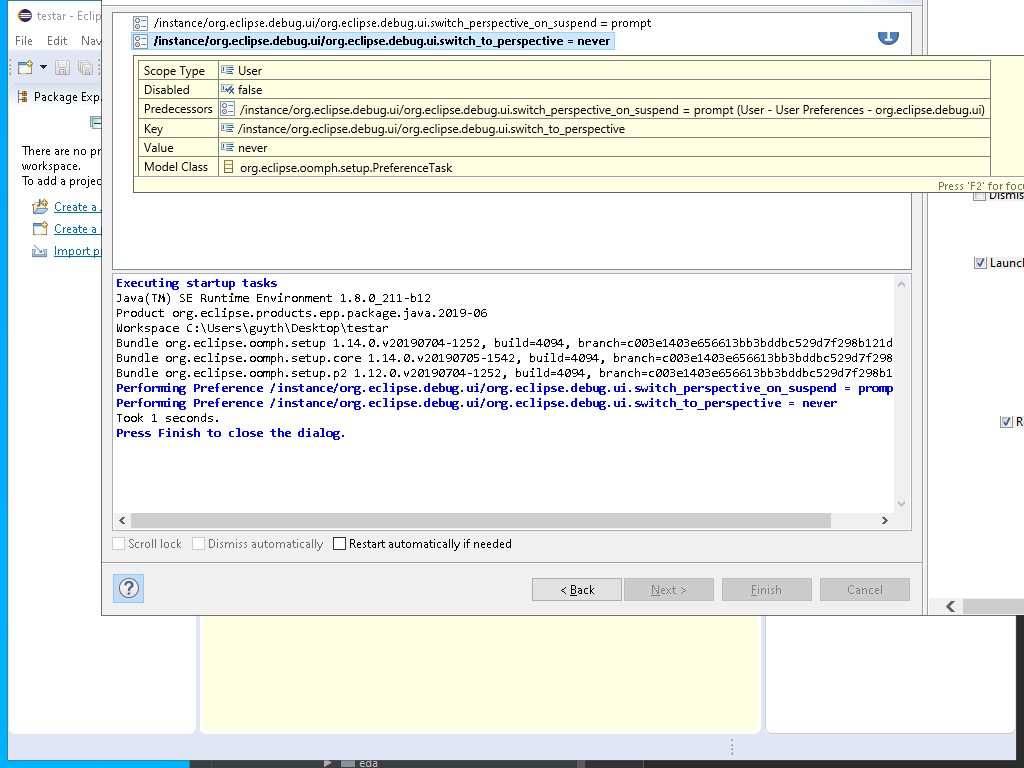 testar - Eclip
File Edit Nav
Package Exp
There are no pr
workspace.
To add a projec
Create a
Create a
Import p
/instance/org.eclipse.debug.ui/org.eclipse.debug.ui.switch_perspective_on_suspend = prompt
/instance/org.eclipse.debug.ui/org.eclipse.debug.ui.switch_to_perspective = never
Scope Type User
Disabled false
Predecessors /instance/org.eclipse.debug.ui/org.eclipse.debug.ui.switch_perspective_on_suspend = prompt (User - User Preferences - org.eclipse.debug.ui)
Key /instance/org.eclipse.debug.ui/org.eclipse.debug.ui.switch_to_perspective
Value never
Model Class org.eclipse.oomph.setup.PreferenceTask
Press 'F2' for focu
Dismis
Launch
R
Executing startup tasks
Java(TM) SE Runtime Environment 1.8.0_211-b12
Product org.eclipse.products.epp.package.java.2019-06
Workspace C:\Users\guyth\Desktop\testar
Bundle org.eclipse.oomph.setup 1.14.0.v20190704-1252, build=4094, branch=c003e1403e656613bb3bddbc529d7f298b121d
Bundle org.eclipse.oomph.setup.core 1.14.0.v20190705-1542, build=4094, branch=c003e1403e656613bb3bddbc529d7f298
Bundle org.eclipse.oomph.setup.p2 1.12.0.v20190704-1252, build=4094, branch=c003e1403e656613bb3bddbc529d7f298b1
Performing Preference /instance/org.eclipse.debug.ui/org.eclipse.debug.ui.switch_perspective_on_suspend = promp
Performing Preference /instance/org.eclipse.debug.ui/org.eclipse.debug.ui.switch_to_perspective = never
Took 1 seconds.
Press Finish to close the dialog.
Scroll lock Dismiss automatically Restart automatically if needed
< Back Next > Finish Cancel
eda